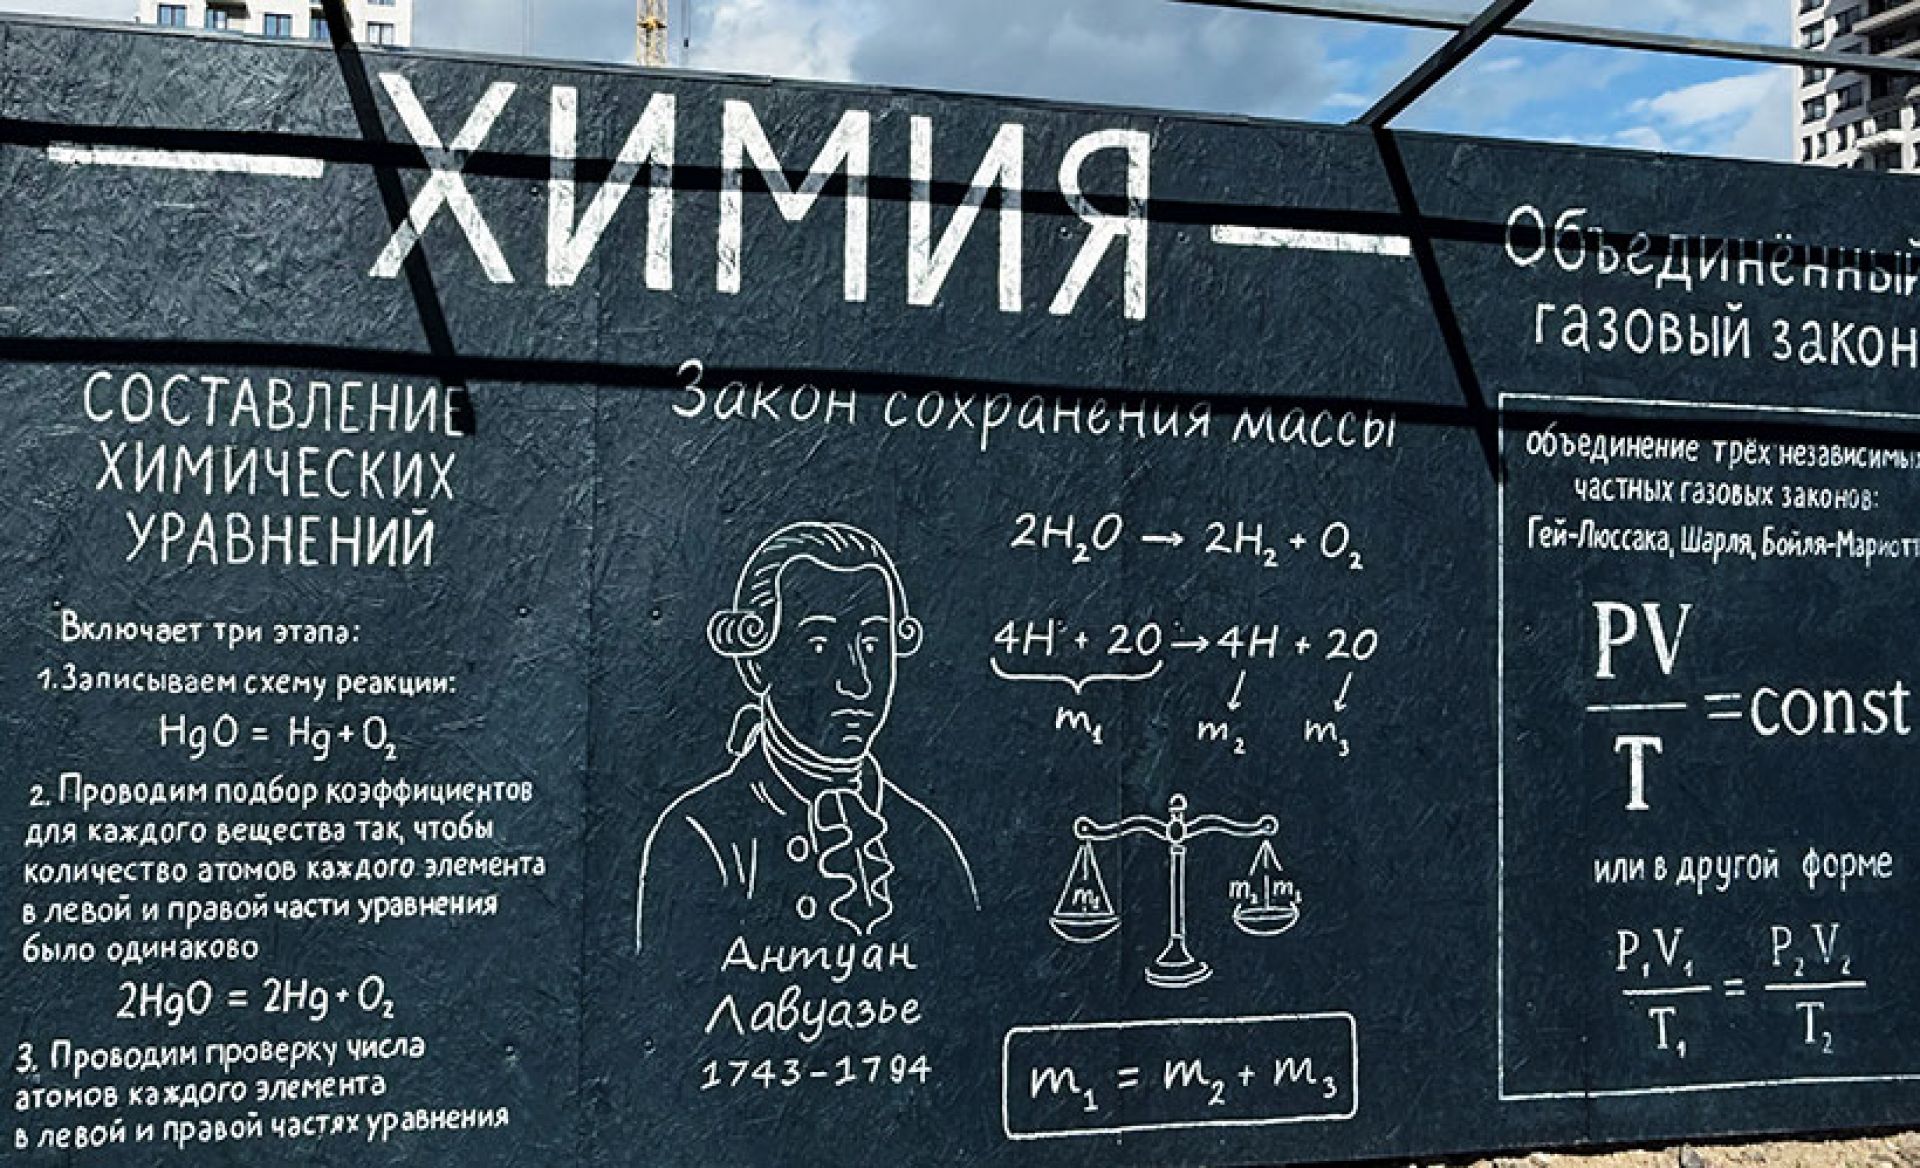 ХИМИЯ
СОСТАВЛЕНИЕ
ХИМИЧЕСКИХ
УРАВНЕНИЙ
Включает три этапа:
1. Записываем схему реакции:
HgO = Hg + O₂
2. Проводим подбор коэффициентов
для каждого вещества так, чтобы
количество атомов каждого элемента
в левой и правой части уравнения
было одинаково
2HgO = 2Hg + O₂
3. Проводим проверку числа
атомов каждого элемента
в левой и правой частях уравнения
Закон сохранения массы
2H₂O → 2H₂ + O₂
4H + 2O → 4H + 2O
m₁ m₂ m₃
m₁ m₂ m₃
Антуан
Лавуазье
1743-1794
m₁ = m₂ + m₃
Объединённый
газовый закон
объединение трёх независимы
частных газовых законов:
Гей-Люссака, Шарля, Бойля-Мариотт
PV
T
=const
или в другой форме
P₁V₁ = P₂V₂
T₁ T₂